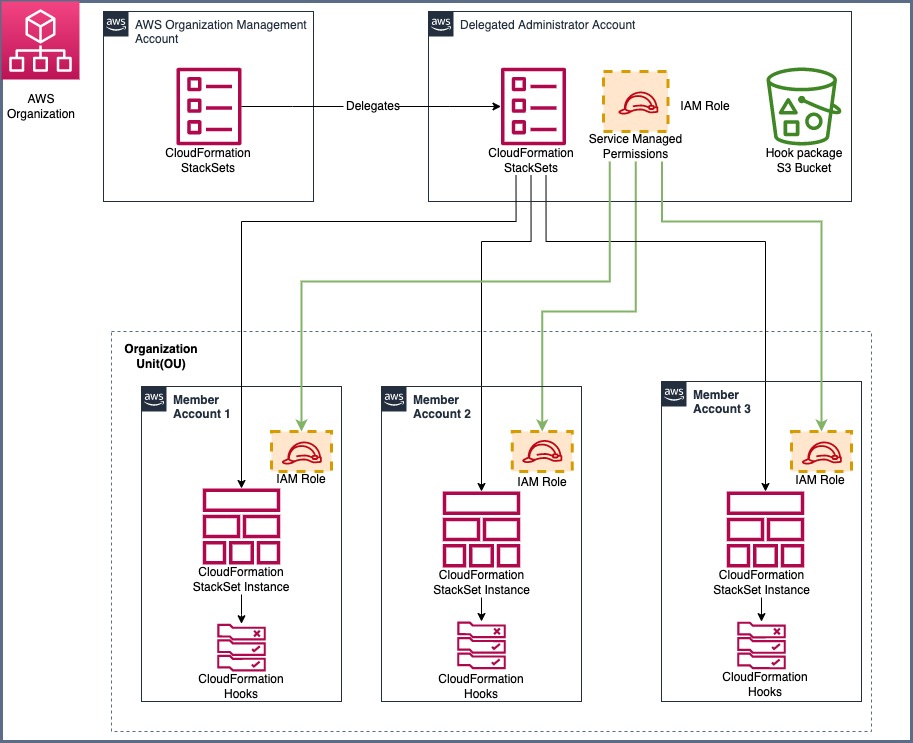 AWS
Organization
aws
AWS Organization Management
Account
CloudFormation
StackSets
Delegates
aws
Delegated Administrator Account
CloudFormation
StackSets
IAM Role
Service Managed
Permissions
Hook package
S3 Bucket
Organization
Unit(OU)
aws
Member
Account 1
IAM Role
CloudFormation
StackSet Instance
CloudFormation
Hooks
aws
Member
Account 2
IAM Role
CloudFormation
StackSet Instance
CloudFormation
Hooks
aws
Member
Account 3
IAM Role
CloudFormation
StackSet Instance
CloudFormation
Hooks